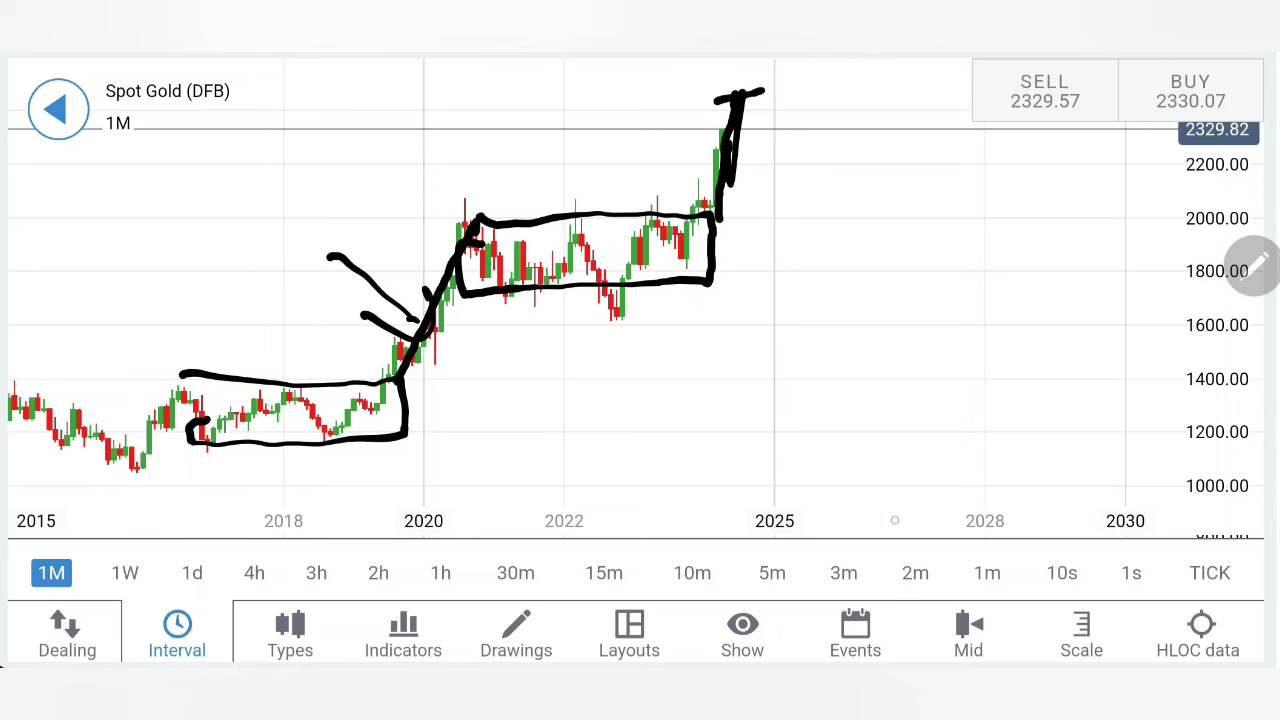 Spot Gold (DFB)
1M
SELL
2329.57
BUY
2330.07
2329.82
2200.00
2000.00
1800.00
1600.00
1400.00
1200.00
1000.00
2015 2018 2020 2022 2025 2028 2030
1M 1W 1d 4h 3h 2h 1h 30m 15m 10m 5m 3m 2m 1m 10s 1s TICK
Dealing Interval Types Indicators Drawings Layouts Show Events Mid Scale HLOC data